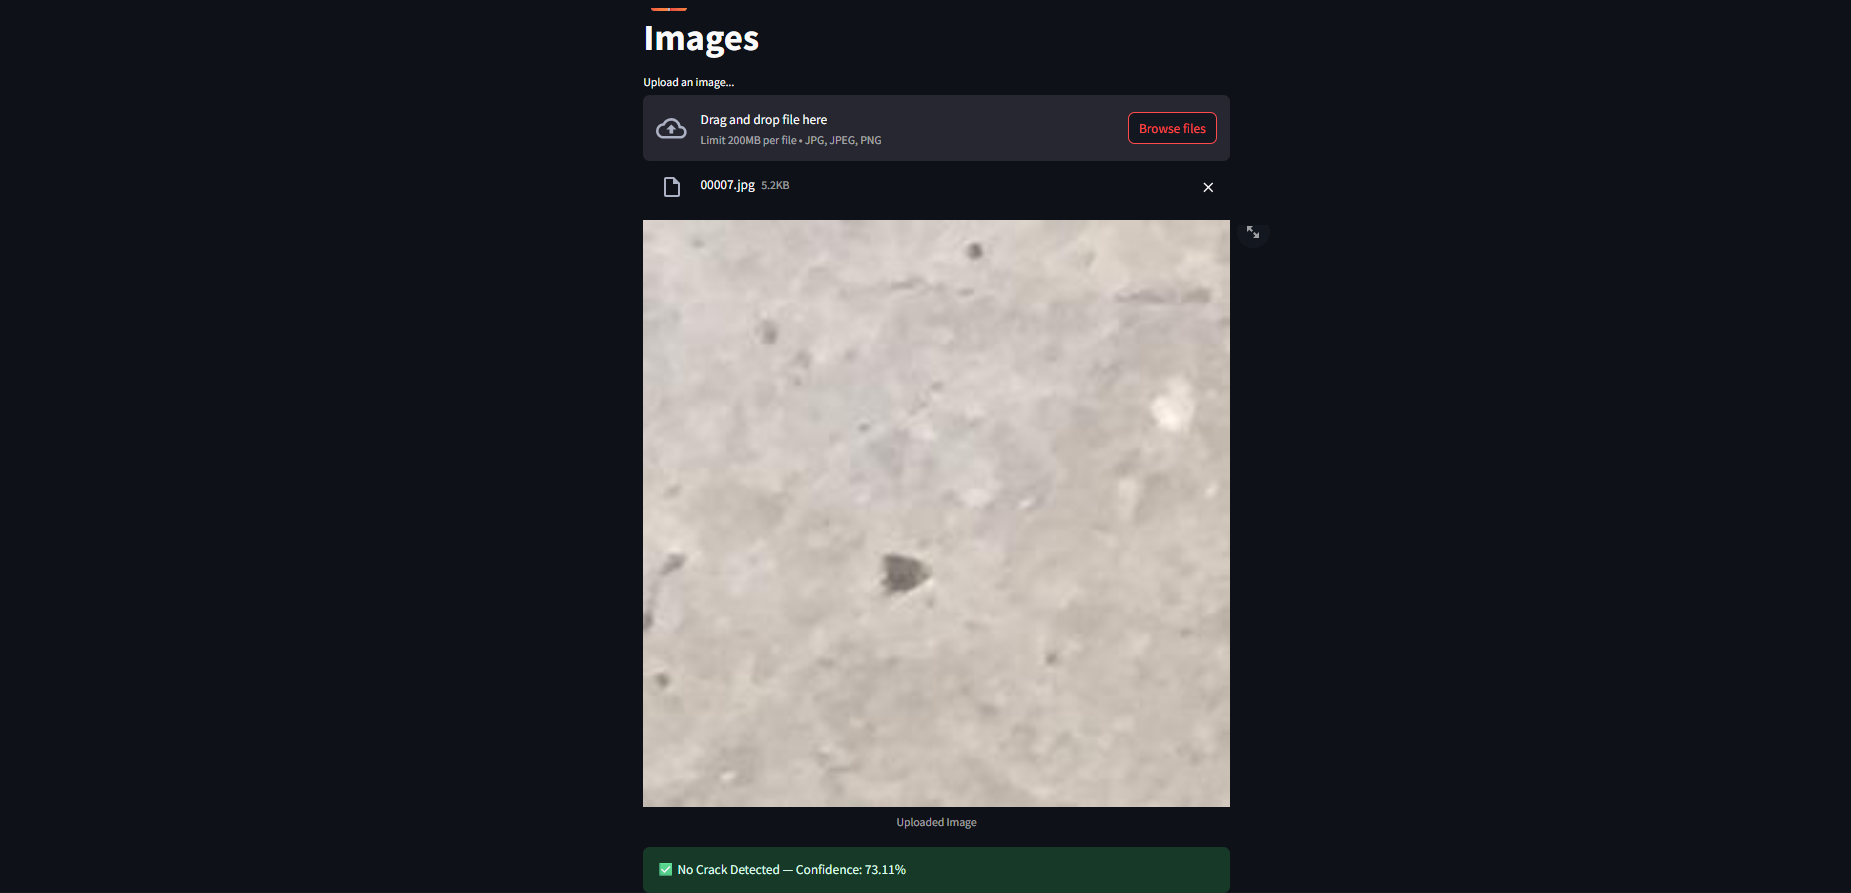 Images
Upload an image...
Drag and drop file here
Limit 200MB per file • JPG, JPEG, PNG
Browse files
00007.jpg 5.2KB
Uploaded Image
✅ No Crack Detected — Confidence: 73.11%